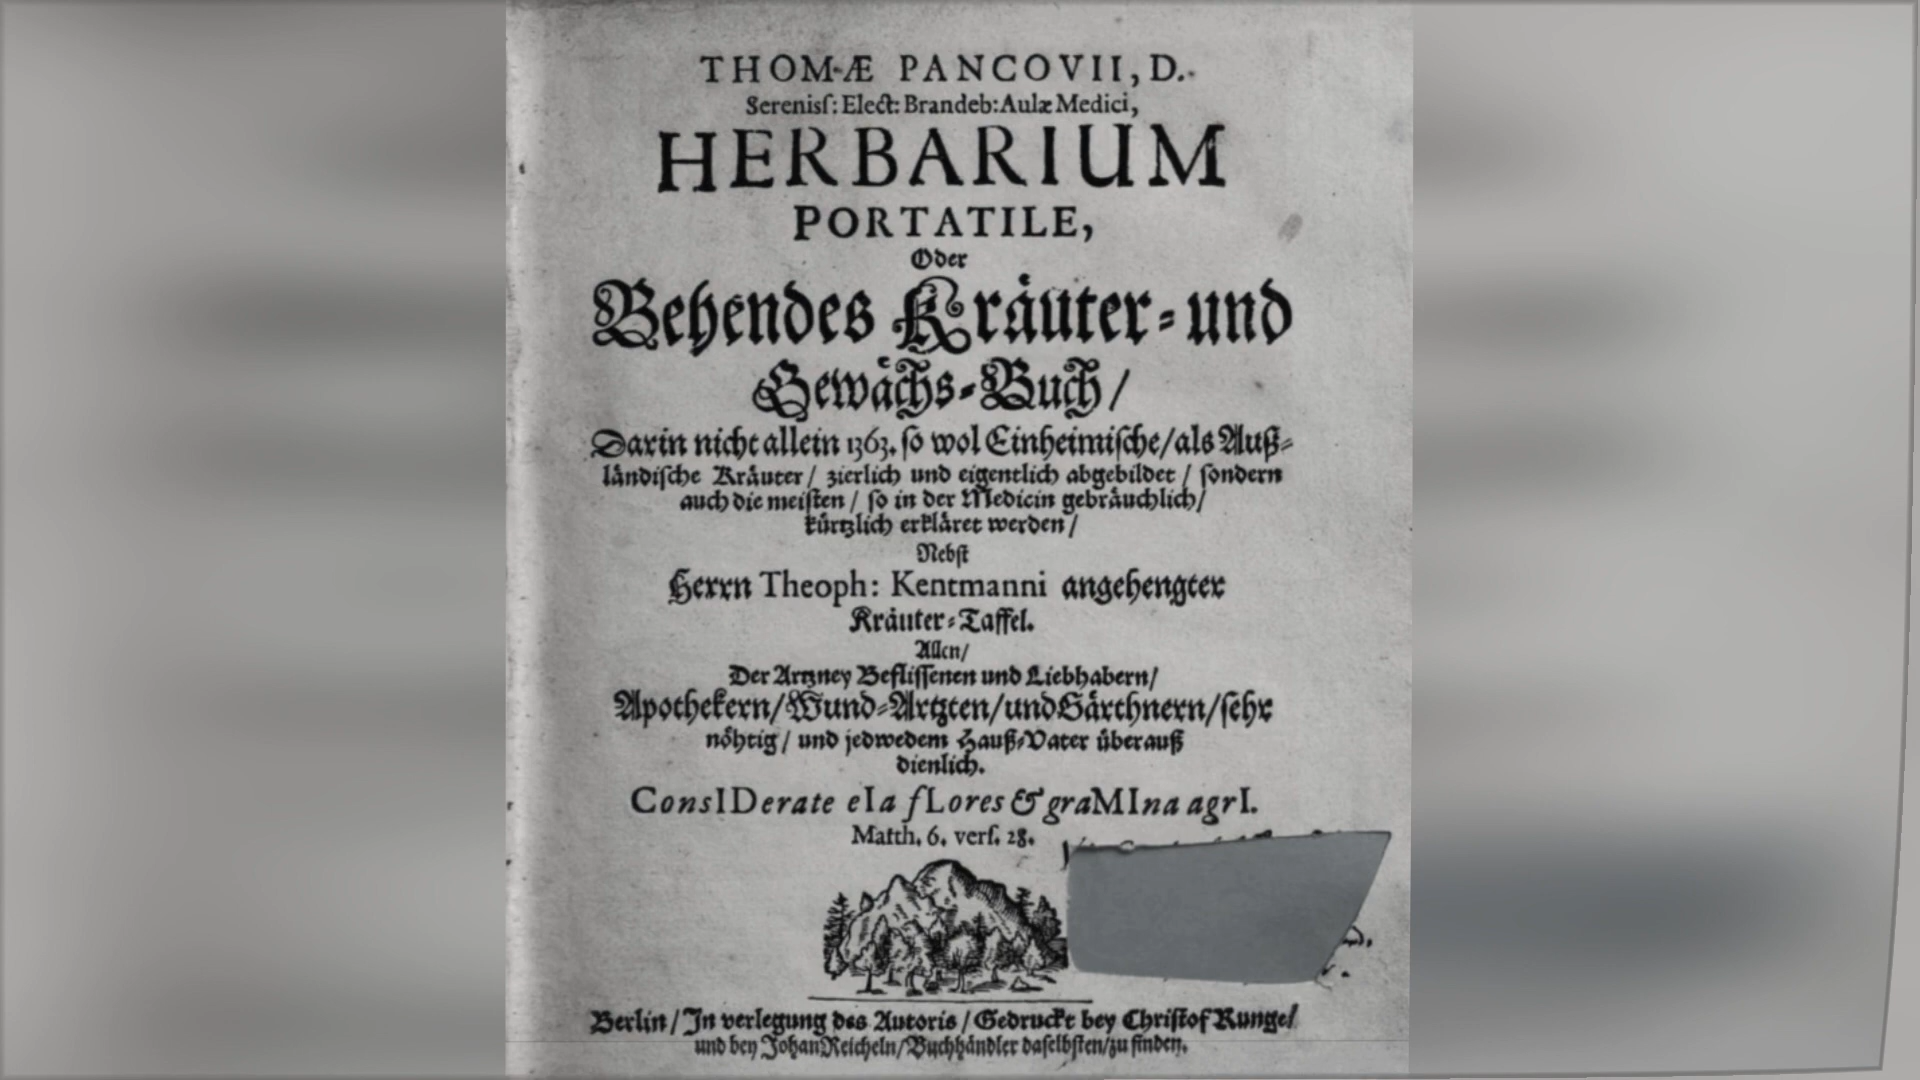 THOMÆ PANCOVII, D.
Sereniſſ: Elect: Brandeb: Aulæ Medici,
HERBARIUM
PORTATILE,
Oder
Behendes Kräuter- und
Gewächs-Buch/
Darin nicht allein 1363. ſo wol Einheimiſche/als Auß-
ländiſche Kräuter/ zierlich und eigentlich abgebildet/ ſondern
auch die meiſten/ ſo in der Medicin gebräuchlich/
kürtzlich erkläret werden/
Nebſt
Herrn Theoph: Kentmanni angehengter
Kräuter-Taffel.
Allen/
Der Artzney Befliſſenen und Liebhabern/
Apothekern/Wund-Artzten/und Gärthnern/ſehr
nöhtig/ und jedwedem Hauß-Vater überauß
dienlich.
ConsIDerate eIa fLores & graMIna agrI.
Matth. 6. verſ. 28.
Berlin/In verlegung des Autoris/Gedruckt bey Chriſtof Runge/
und bey Johan Reicheln/Buchhändler daſelbſten/zu finden.